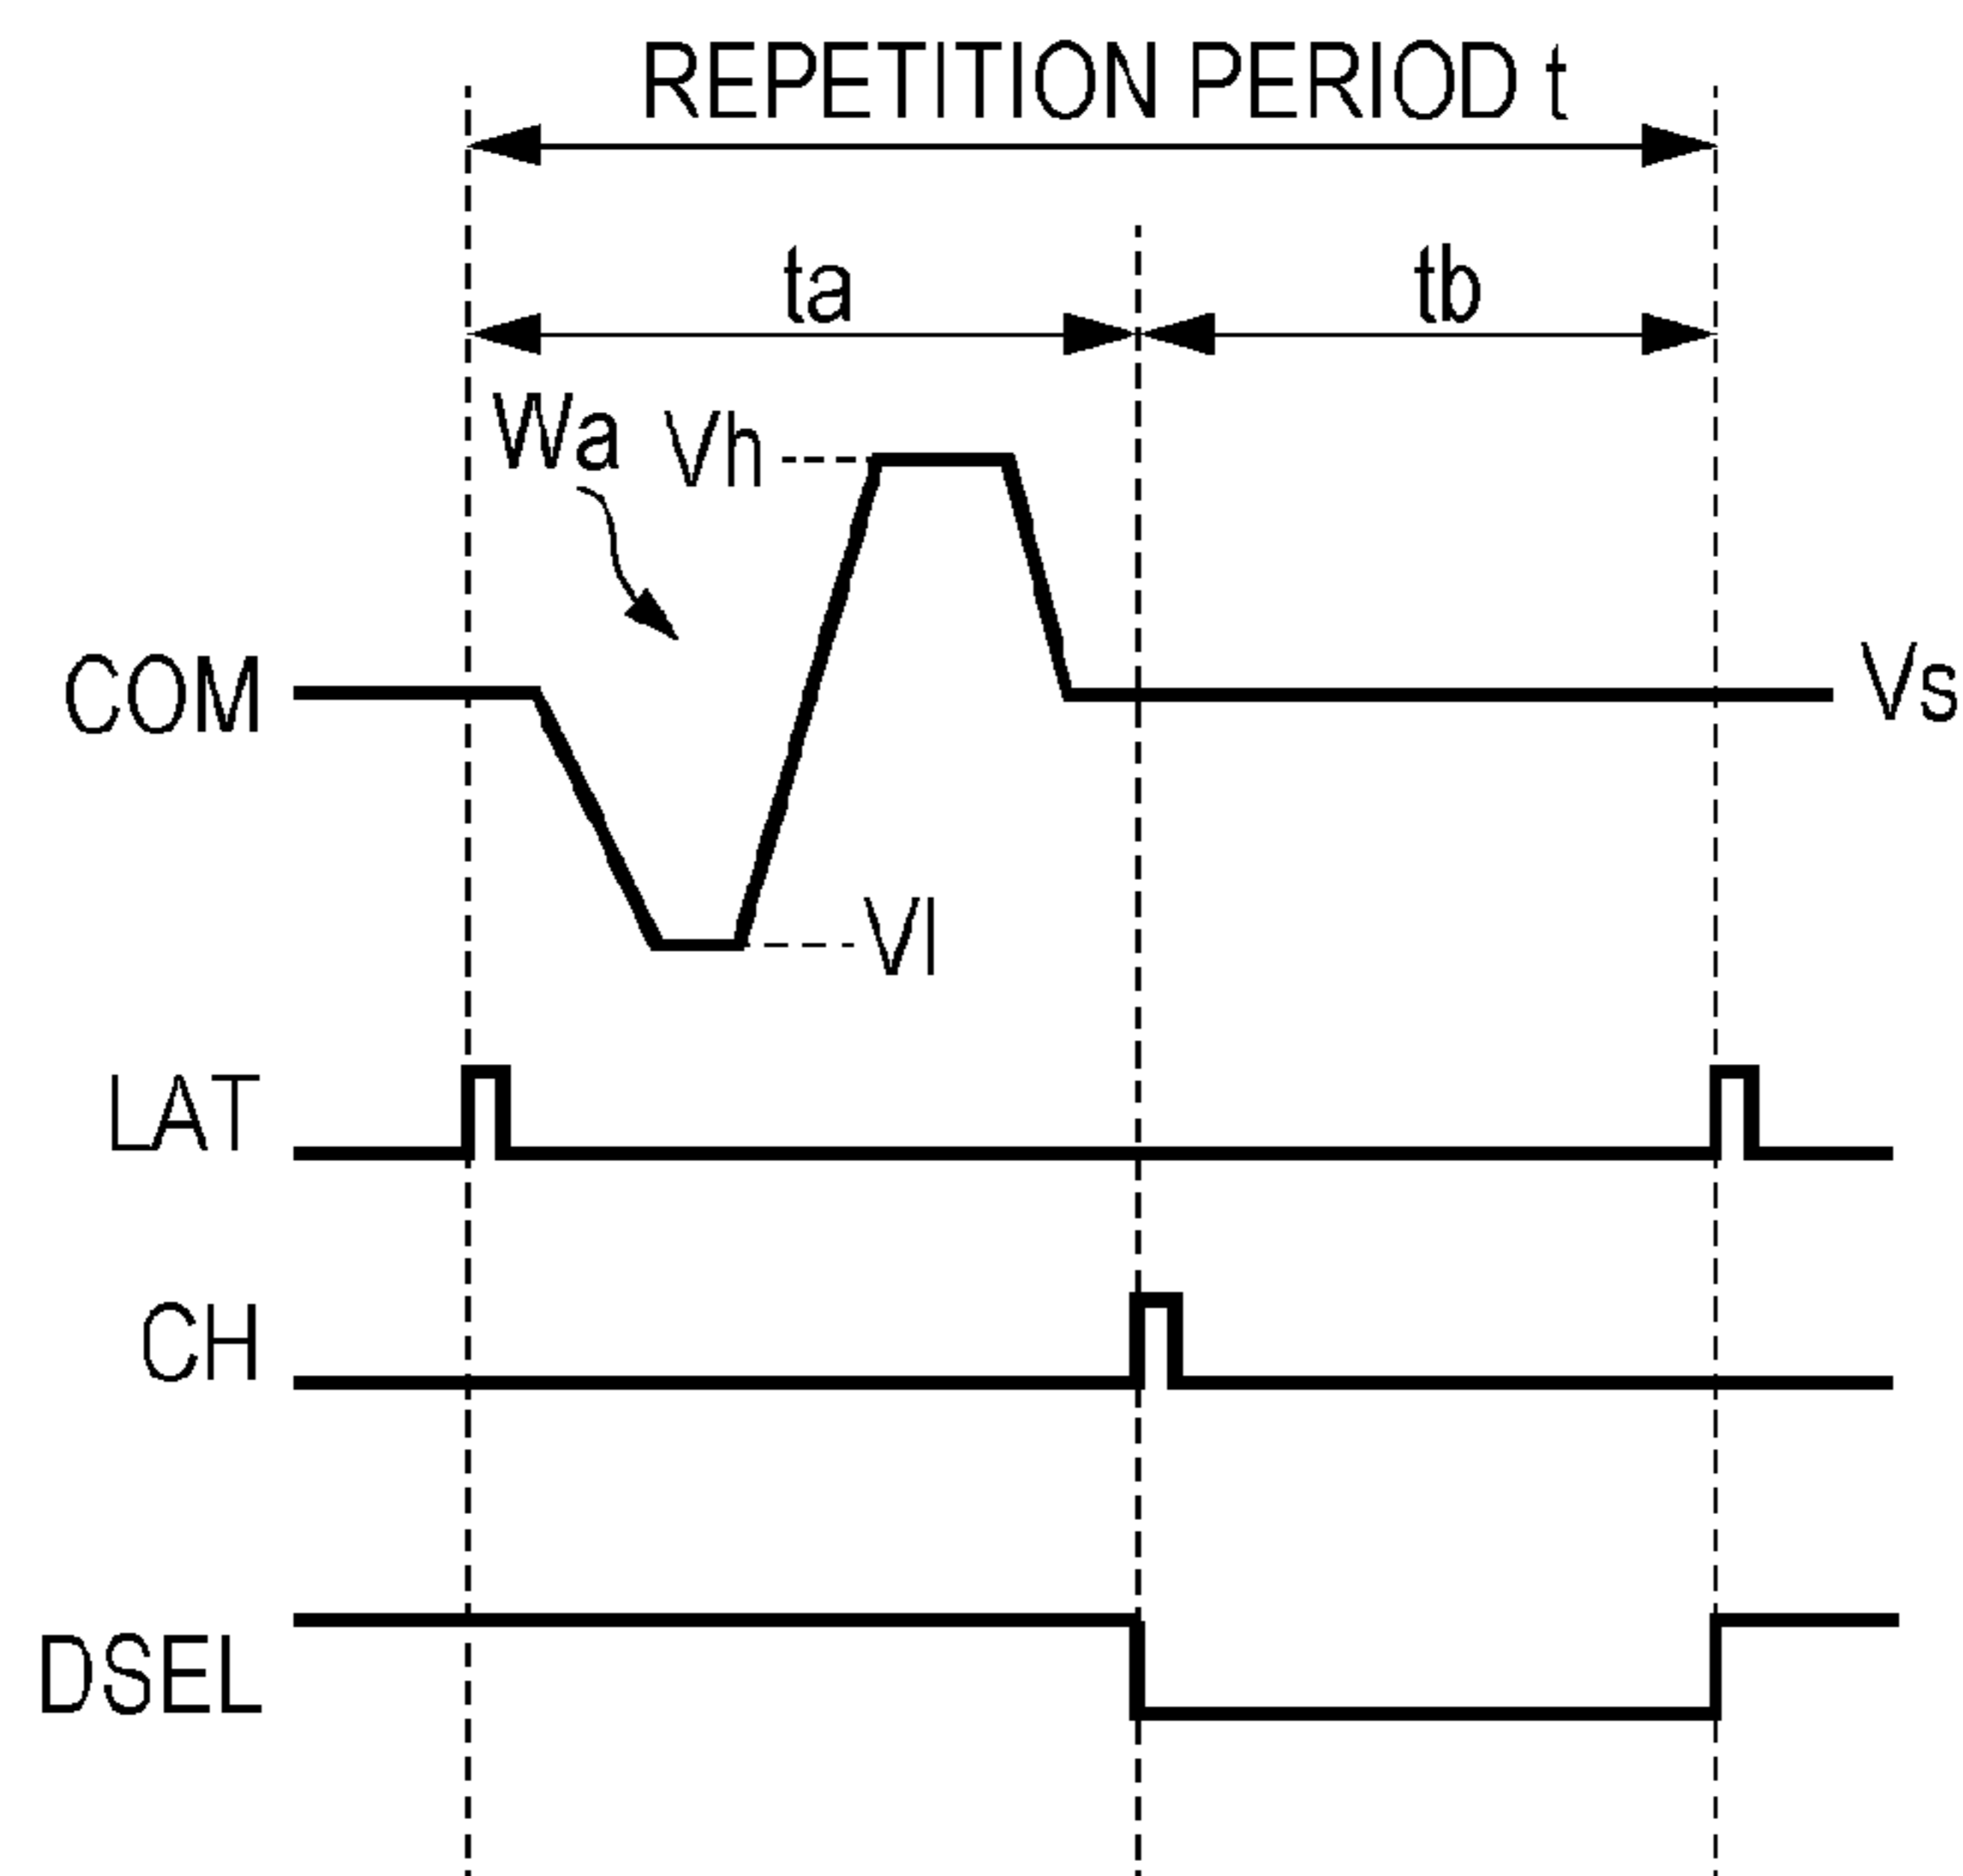 REPETITION PERIOD t
ta
tb
Wa
Vh
COM
Vs
Vl
LAT
CH
DSEL